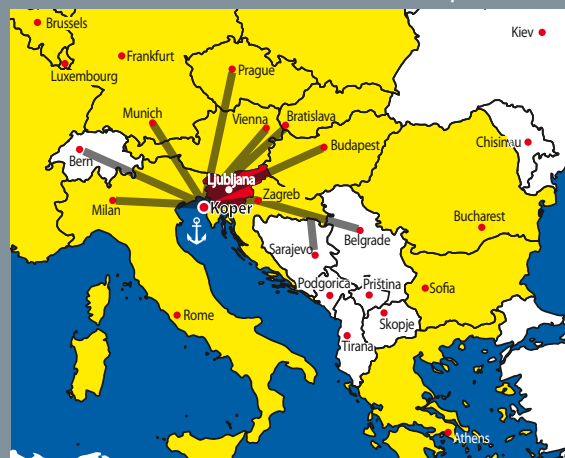 Brussels
Kiev
Frankfurt
Luxembourg
Prague
Munich
Vienna
Bratislava
Chisinau
Bern
Budapest
Ljubljana
Milan
Koper
Zagreb
Bucharest
Sarajevo
Belgrade
Podgorica
Priština
Sofia
Rome
Skopje
Tirana
Athens